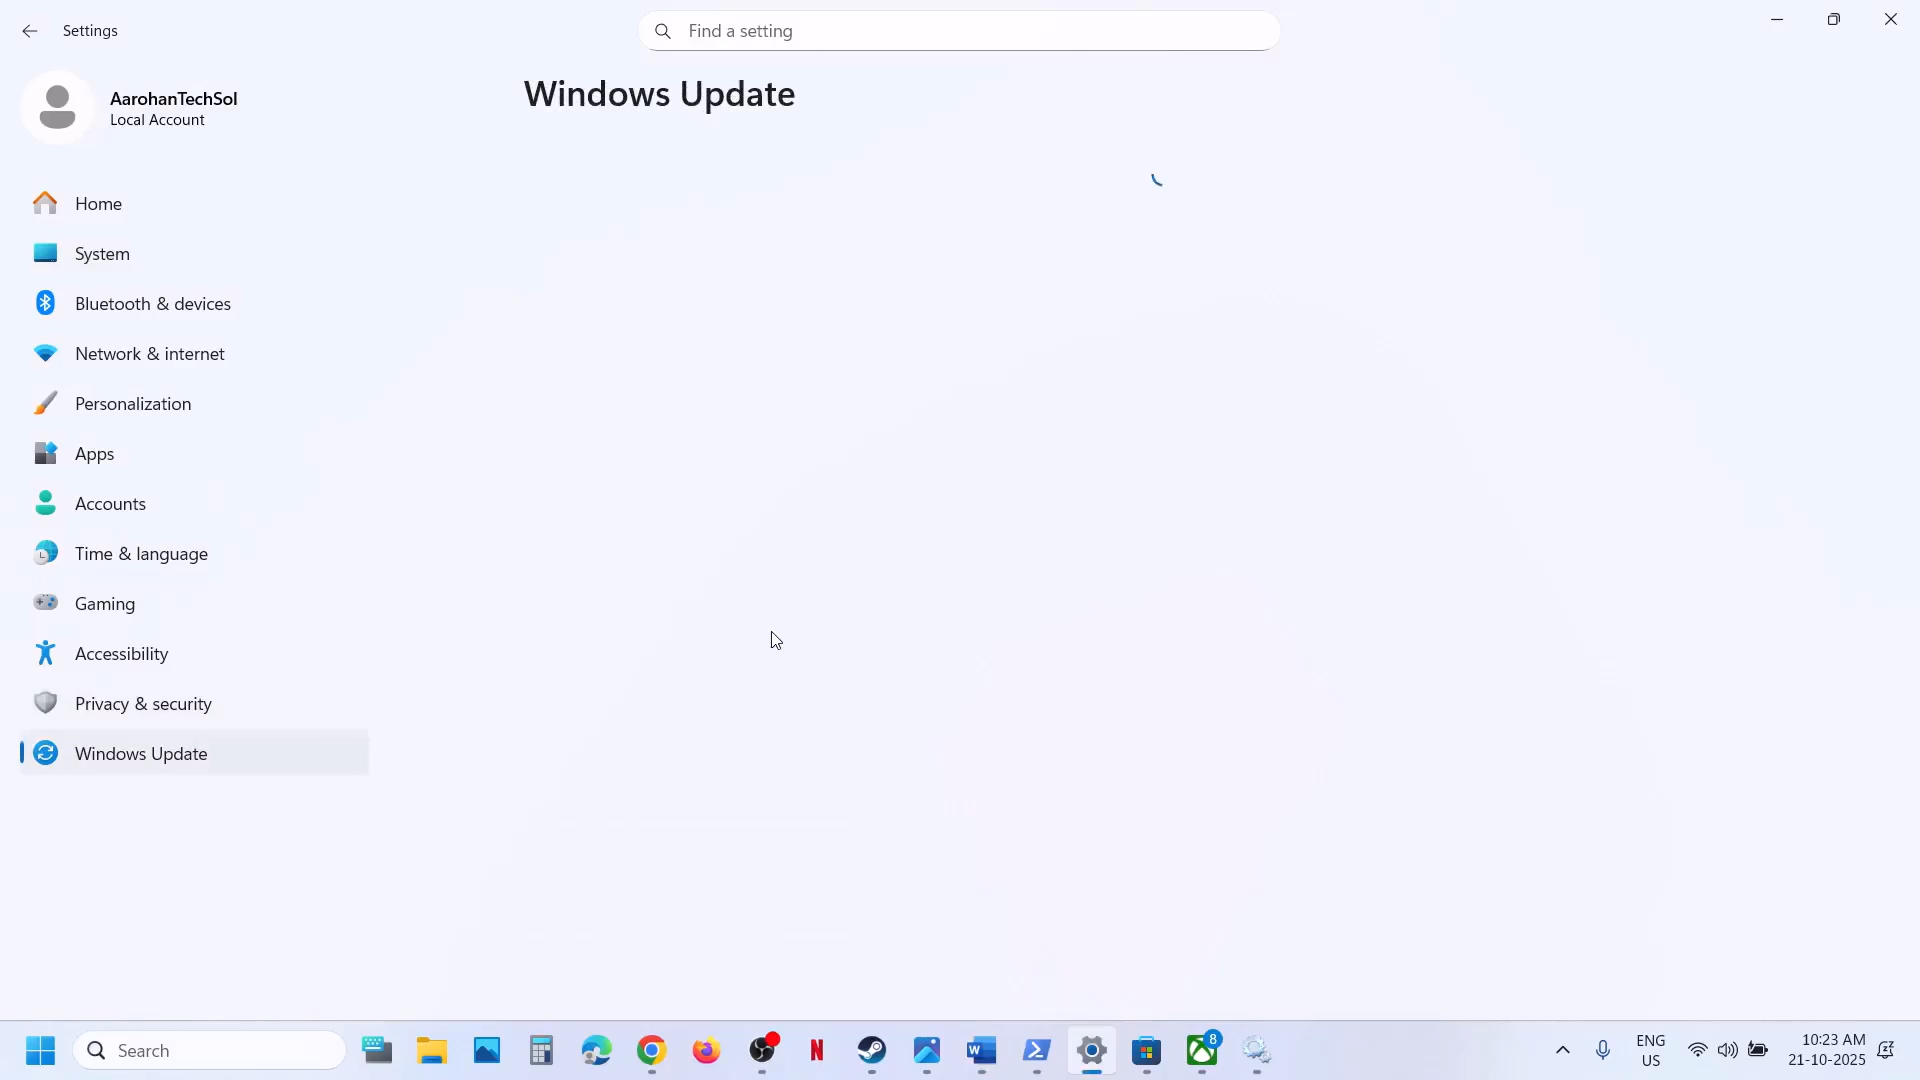 Settings
Find a setting
AarohanTechSol
Local Account
Windows Update
Home
System
Bluetooth & devices
Network & internet
Personalization
Apps
Accounts
Time & language
Gaming
Accessibility
Privacy & security
Windows Update
Search
8
ENG
US
10:23 AM
21-10-2025